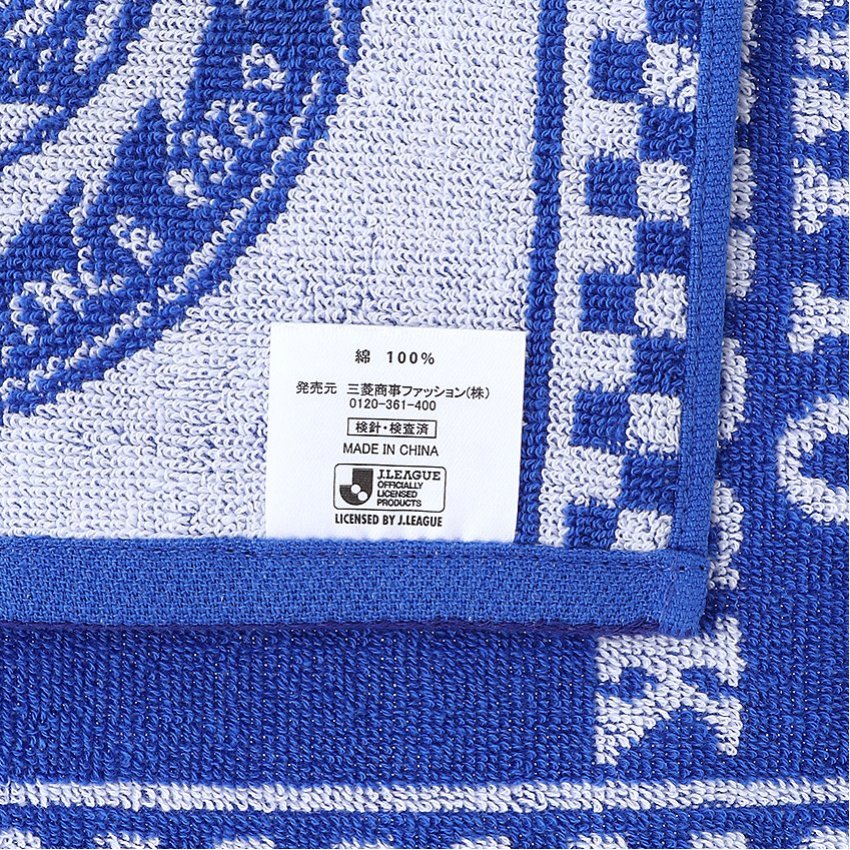 綿 100%
発売元 三菱商事ファッション(株)
0120-361-400
検針・検査済
MADE IN CHINA
J.LEAGUE
OFFICIALLY
LICENSED
PRODUCTS
LICENSED BY J.LEAGUE